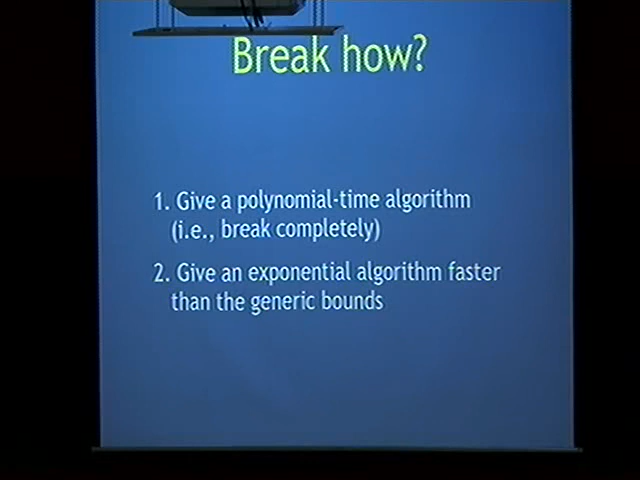 Break how?
1. Give a polynomial-time algorithm
(i.e., break completely)
2. Give an exponential algorithm faster
than the generic bounds